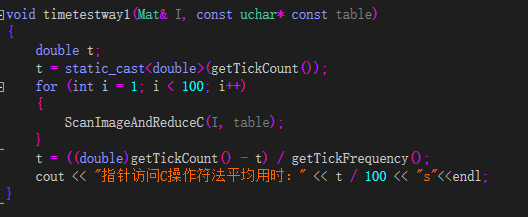 void timetestway1(Mat& I, const uchar* const table)
{
double t;
t = static_cast<double>(getTickCount());
for (int i = 1; i < 100; i++)
{
ScanImageAndReduceC(I, table);
}
t = ((double)getTickCount() - t) / getTickFrequency();
cout << "指针访问C操作符法平均用时：" << t / 100 << "s"<<endl;
}